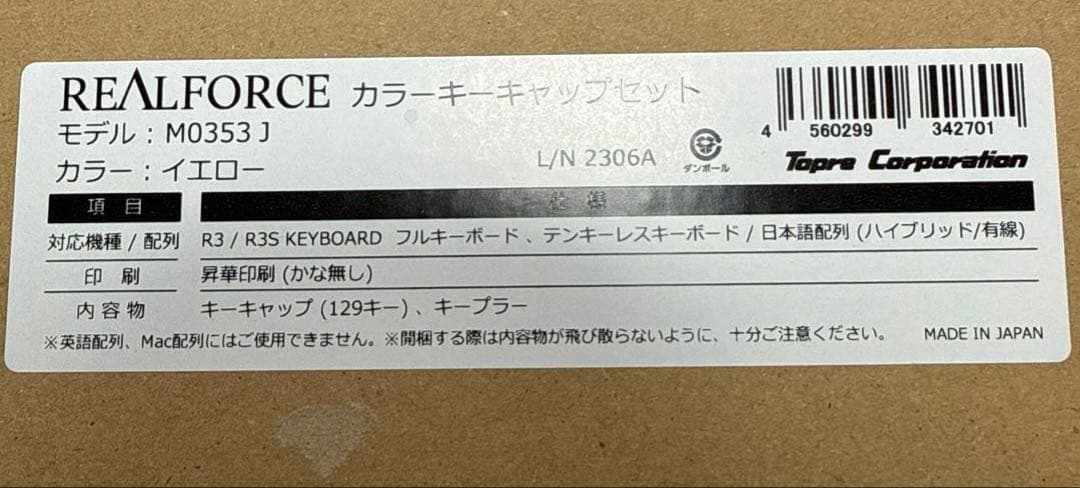 REALFORCE カラーキーキャップセット
モデル : M0353 J
カラー : イエロー
L/N 2306A
ダンボール
4 560299 342701
Topre Corporation
項 目 仕 様
対応機種 / 配列 R3 / R3S KEYBOARD フルキーボード 、テンキーレスキーボード / 日本語配列 (ハイブリッド/有線)
印 刷 昇華印刷 (かな無し)
内 容 物 キーキャップ (129キー) 、キープラー
※英語配列、Mac配列にはご使用できません。※開梱する際は内容物が飛び散らないように、十分ご注意ください。 MADE IN JAPAN